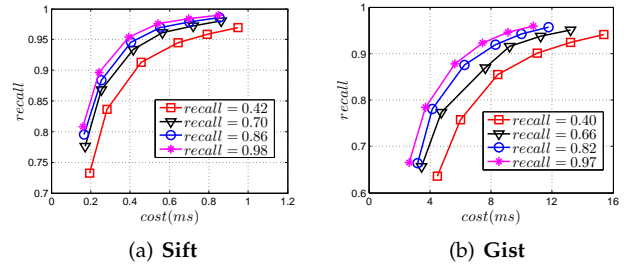 1
0.95
0.9
0.85
0.8
0.75
0.7
recall
0 0.2 0.4 0.6 0.8 1 1.2
cost(ms)
recall = 0.42
recall = 0.70
recall = 0.86
recall = 0.98
(a) Sift
1
0.9
0.8
0.7
0.6
recall
0 4 8 12 16
cost(ms)
recall = 0.40
recall = 0.66
recall = 0.82
recall = 0.97
(b) Gist